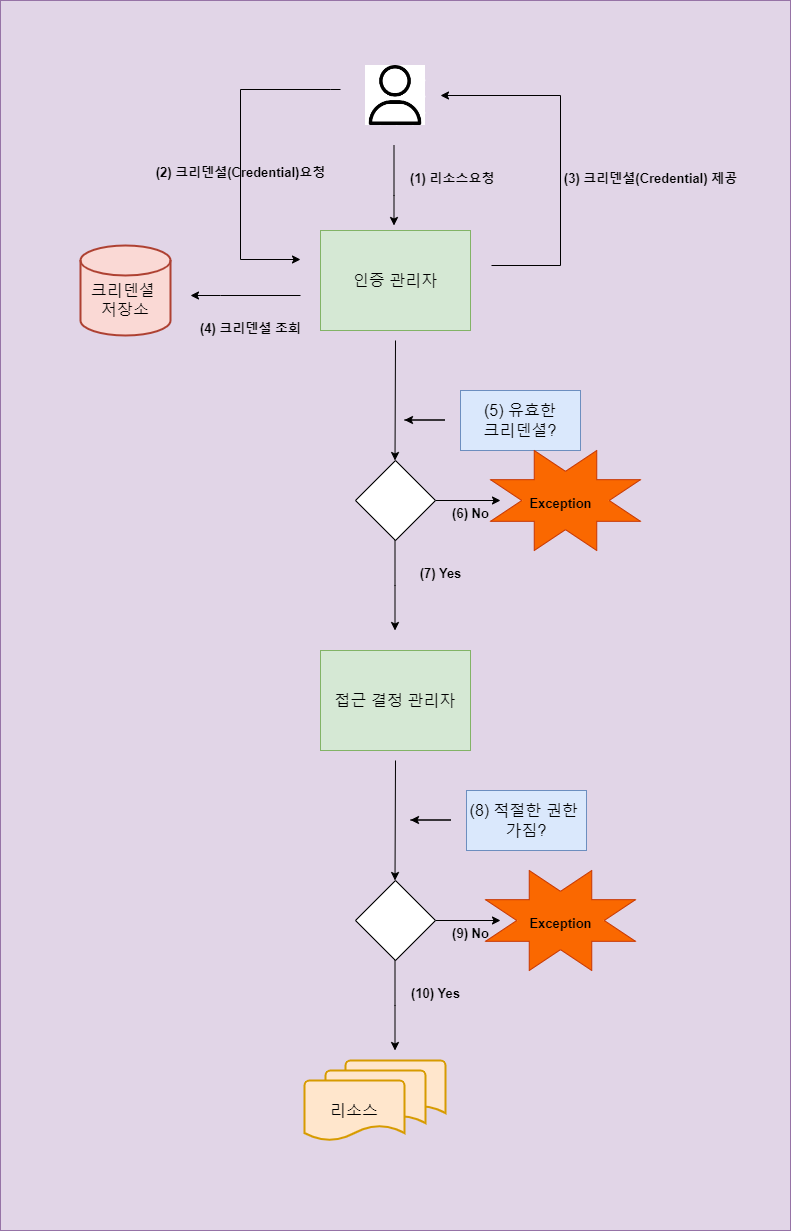 (2) 크리덴셜(Credential)요청
(1) 리소스요청
(3) 크리덴셜(Credential) 제공
인증 관리자
크리덴셜
저장소
(4) 크리덴셜 조회
(5) 유효한
크리덴셜?
Exception
(6) No
(7) Yes
접근 결정 관리자
(8) 적절한 권한
가짐?
Exception
(9) No
(10) Yes
리소스